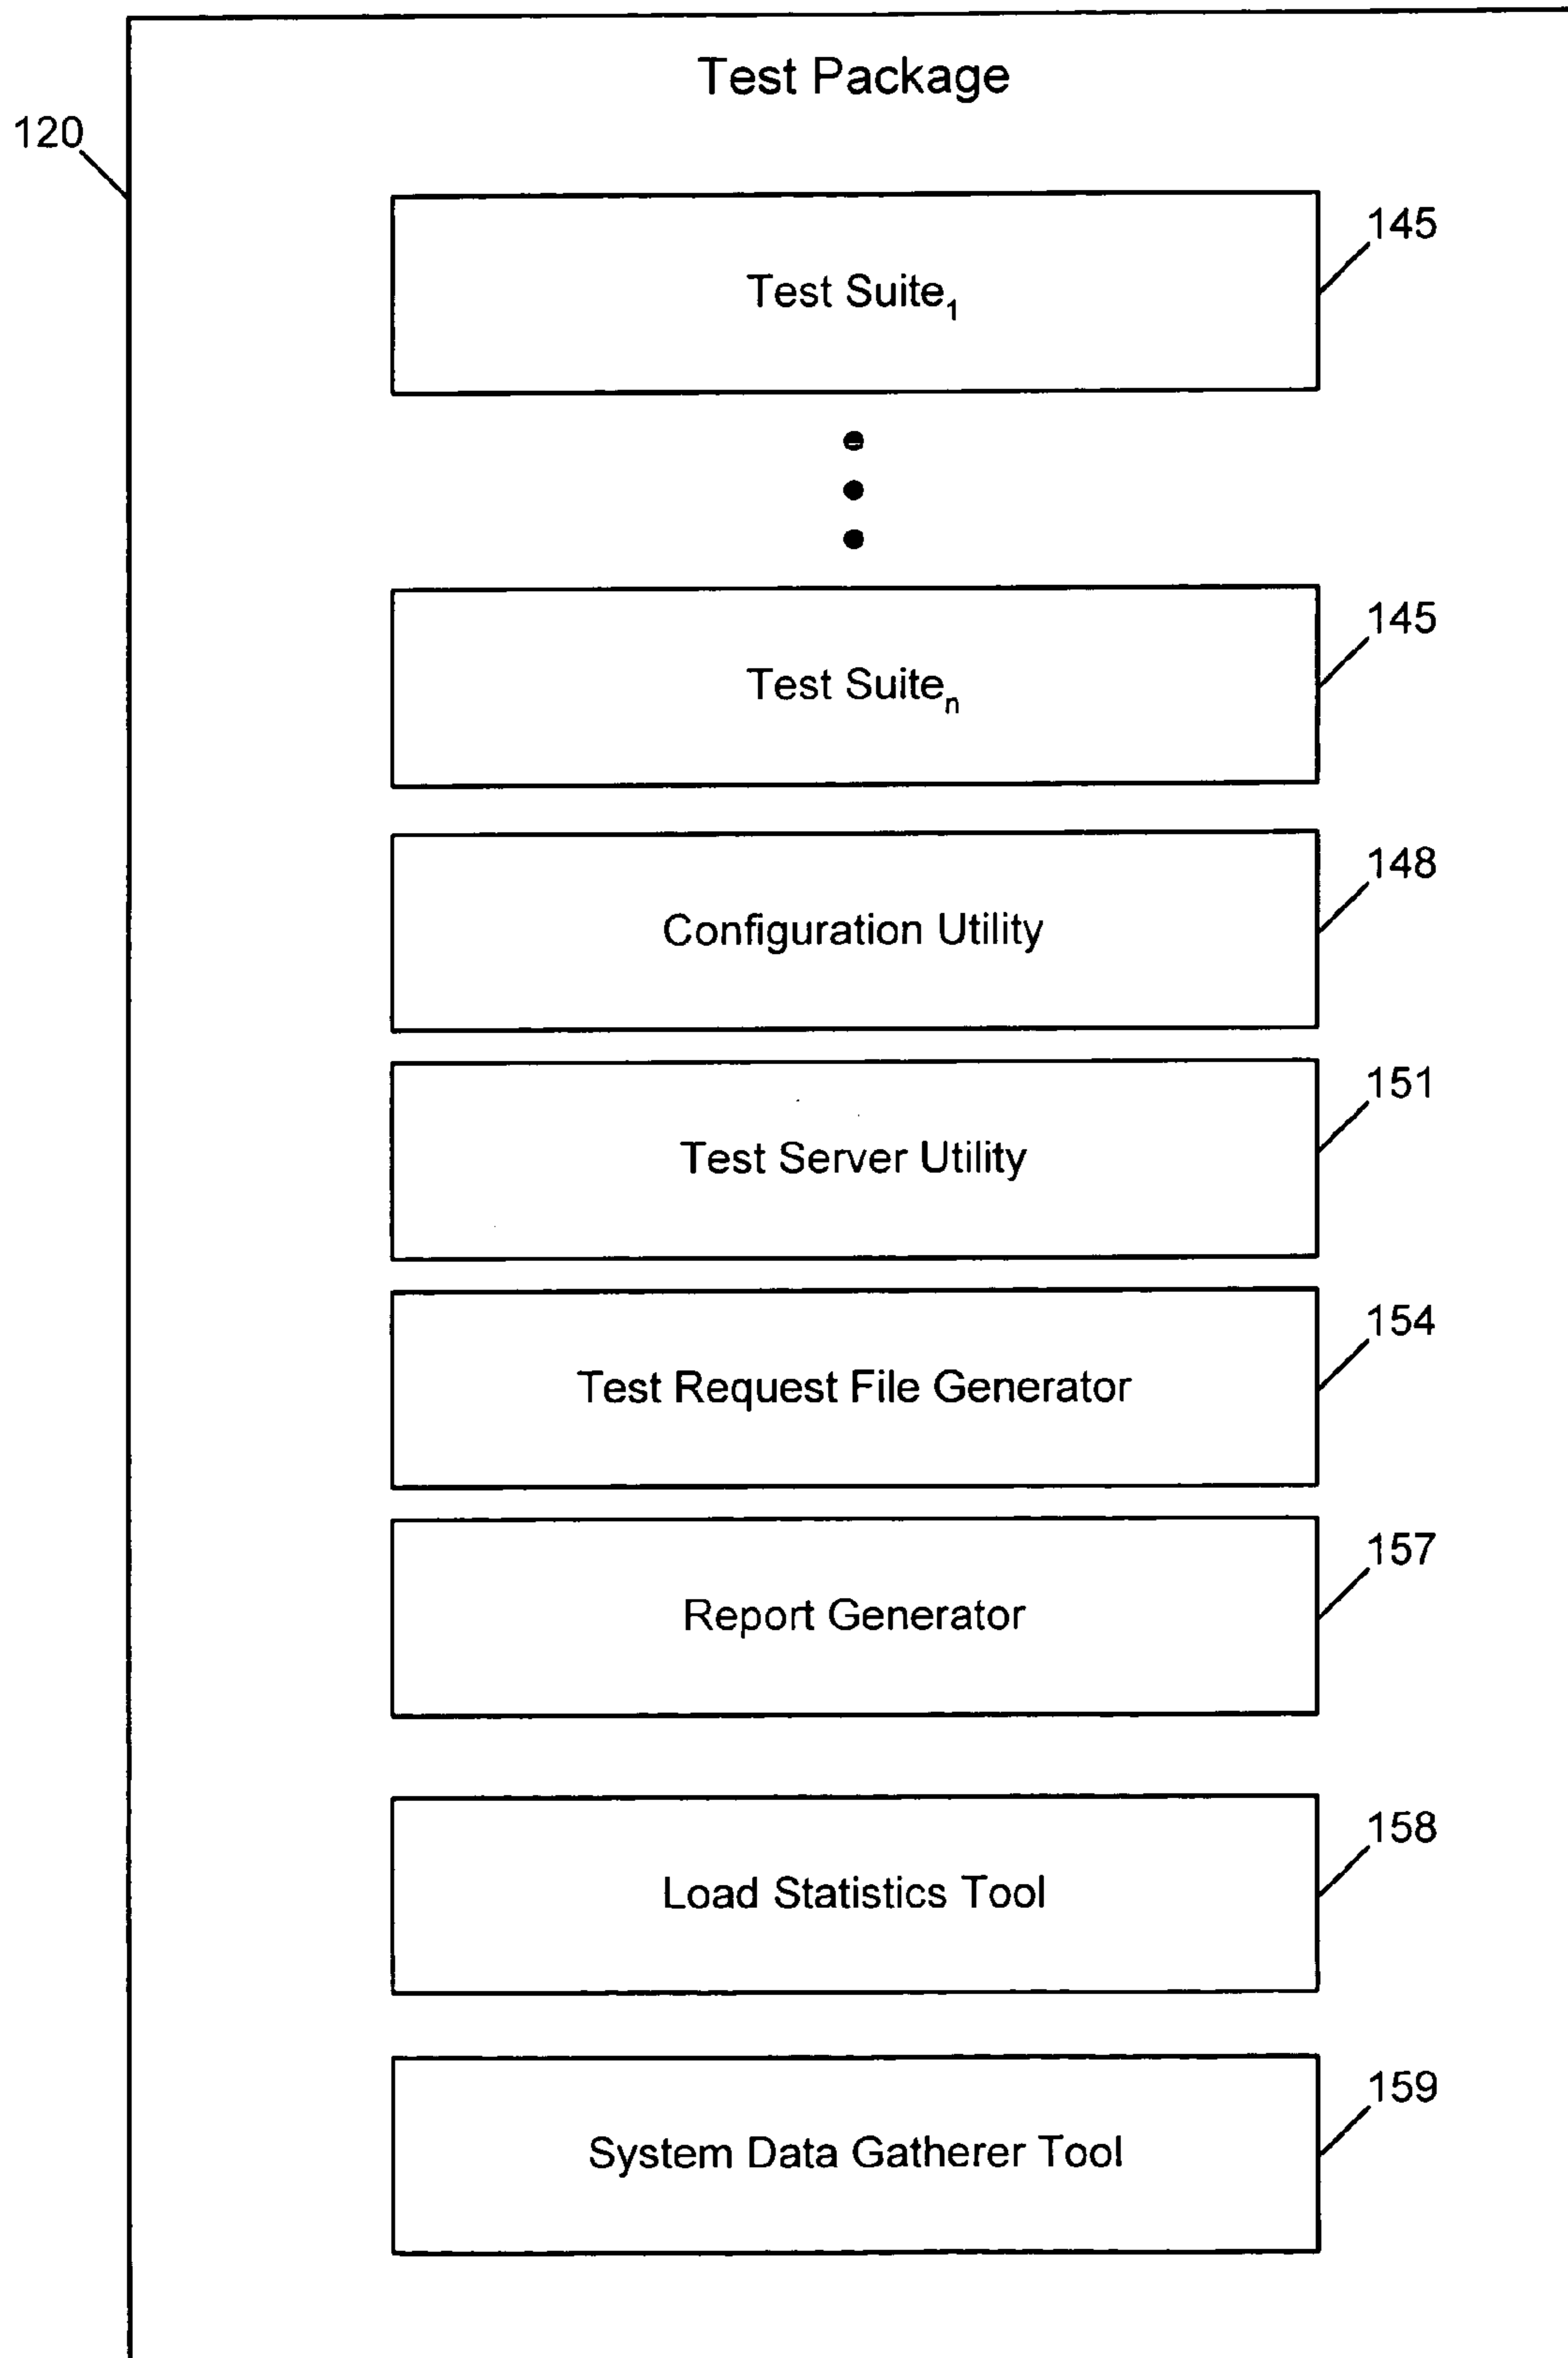 Test Package
120
145
Test Suite₁
145
Test Suiteₙ
148
Configuration Utility
151
Test Server Utility
154
Test Request File Generator
157
Report Generator
158
Load Statistics Tool
159
System Data Gatherer Tool